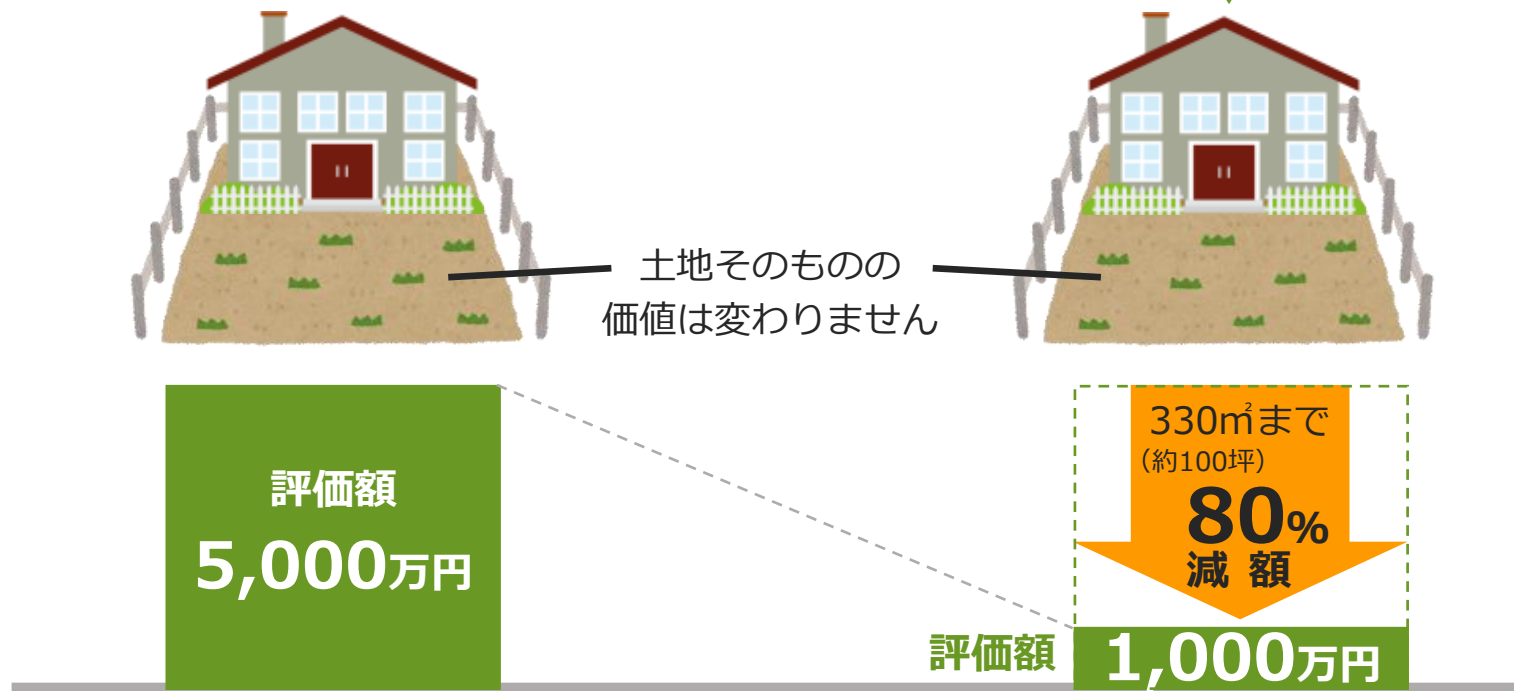 土地そのものの
価値は変わりません
評価額
5,000万円
330㎡まで
（約100坪）
80%
減 額
評価額 1,000万円